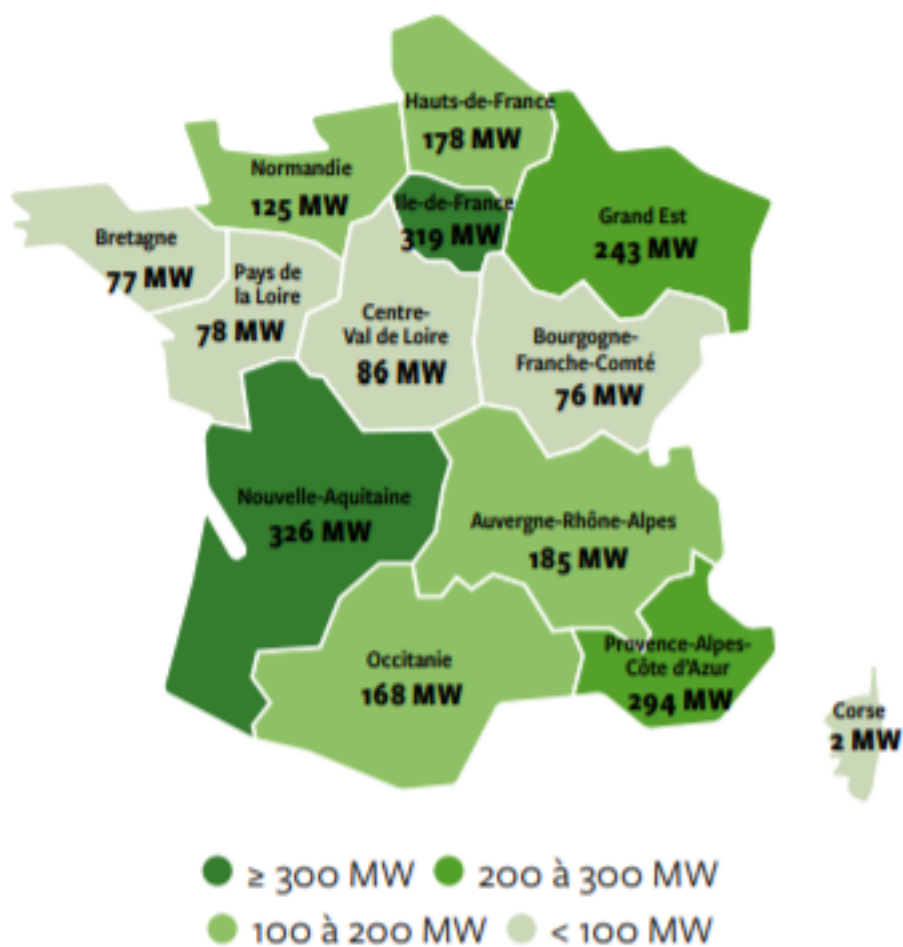 Hauts-de-France
178 MW
Normandie
125 MW
Ile-de-France
319 MW
Grand Est
243 MW
Bretagne
77 MW
Pays de
la Loire
78 MW
Centre-
Val de Loire
86 MW
Bourgogne-
Franche-Comté
76 MW
Nouvelle-Aquitaine
326 MW
Auvergne-Rhône-Alpes
185 MW
Occitanie
168 MW
Provence-Alpes-
Côte d'Azur
294 MW
Corse
2 MW
≥ 300 MW 200 à 300 MW
100 à 200 MW < 100 MW